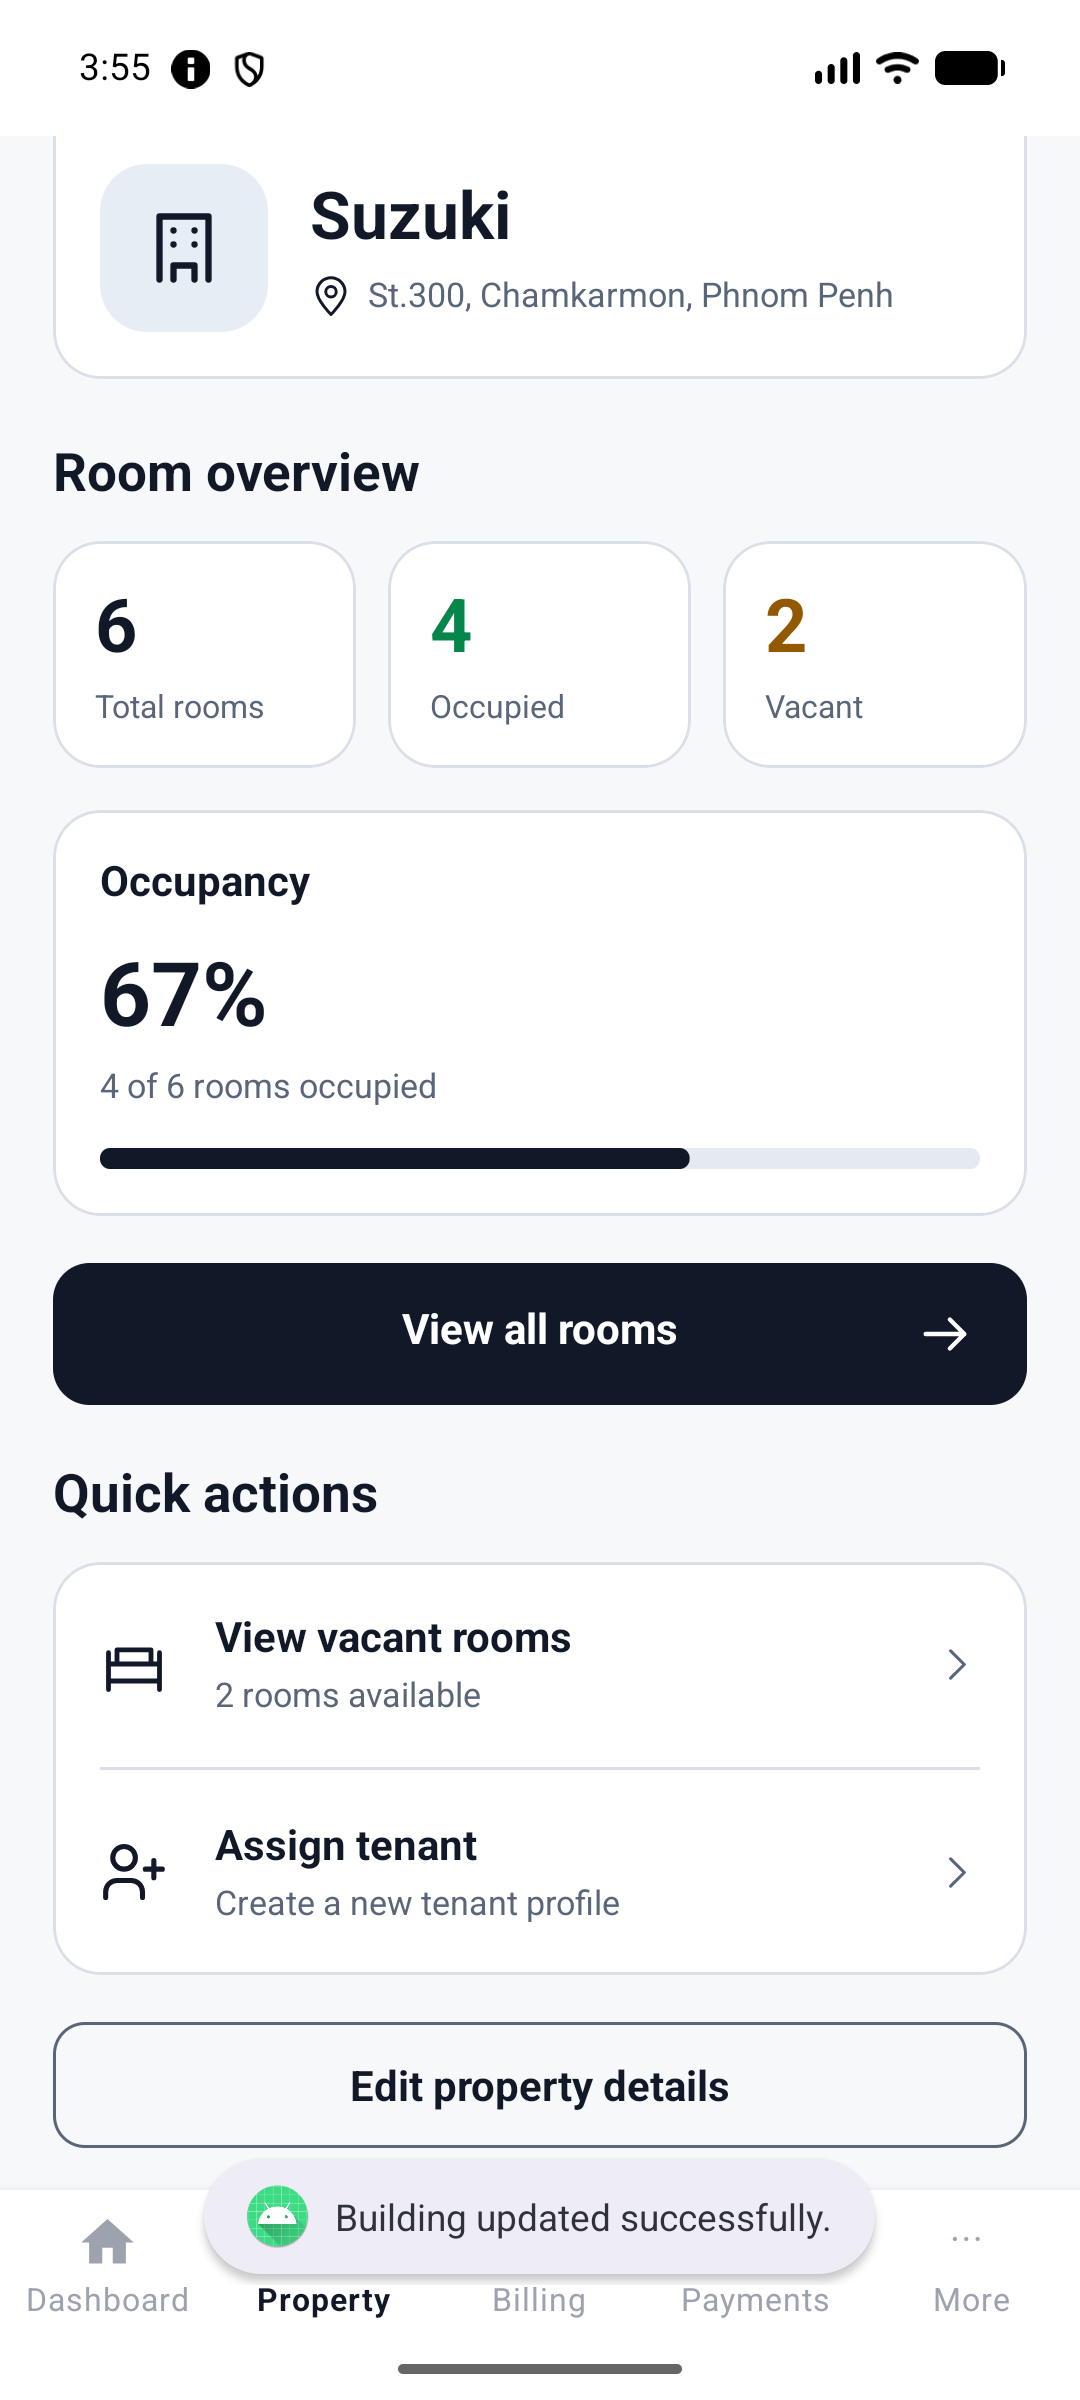 3:55
Suzuki
St.300, Chamkarmon, Phnom Penh
Room overview
6
Total rooms
4
Occupied
2
Vacant
Occupancy
67%
4 of 6 rooms occupied
View all rooms
Quick actions
View vacant rooms
2 rooms available
Assign tenant
Create a new tenant profile
Edit property details
Building updated successfully.
Dashboard
Property
Billing
Payments
More